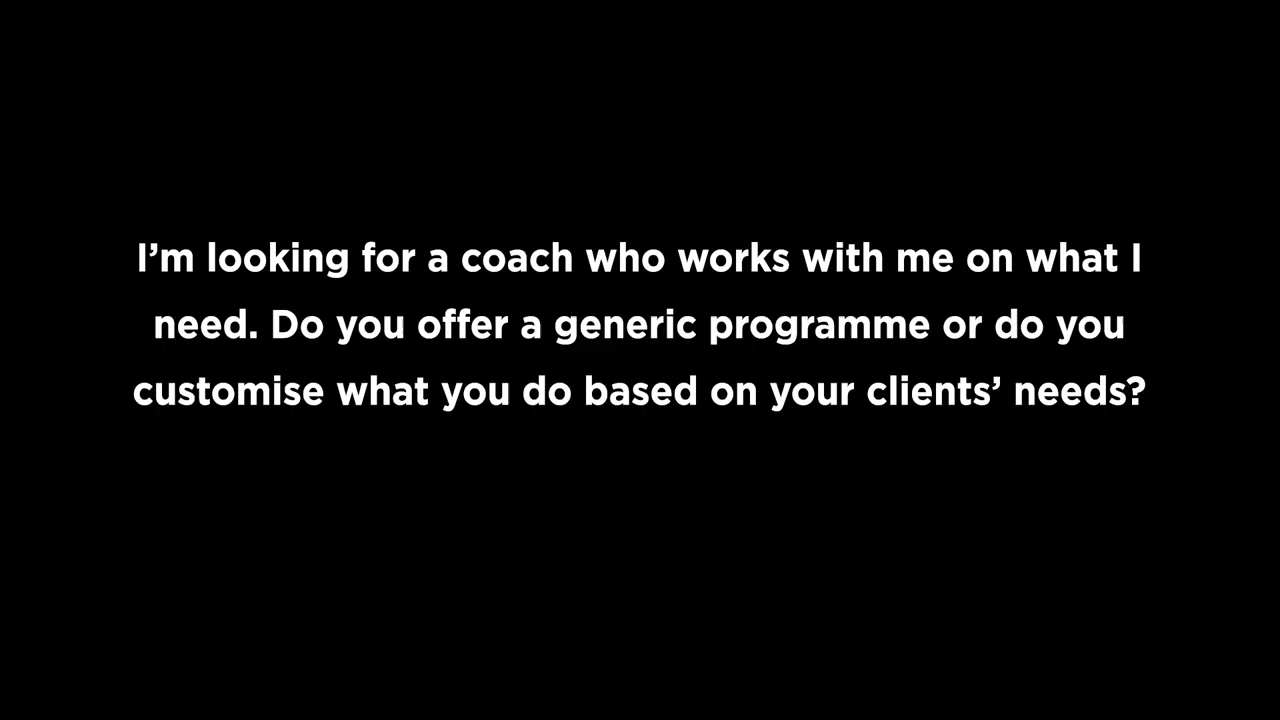 I’m looking for a coach who works with me on what I
need. Do you offer a generic programme or do you
customise what you do based on your clients’ needs?